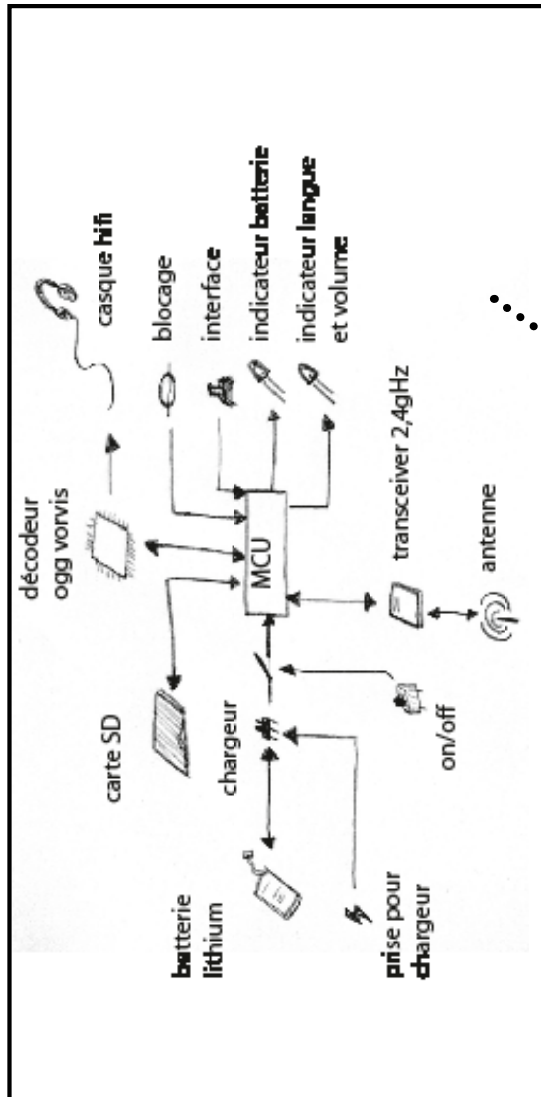 décodeur
ogg vorvis
casque hifi
carte SD
blocage
interface
indicateur batterie
indicateur langue
et volume
chargeur
MCU
batterie
lithium
transceiver 2,4gHz
antenne
on/off
prise pour
chargeur